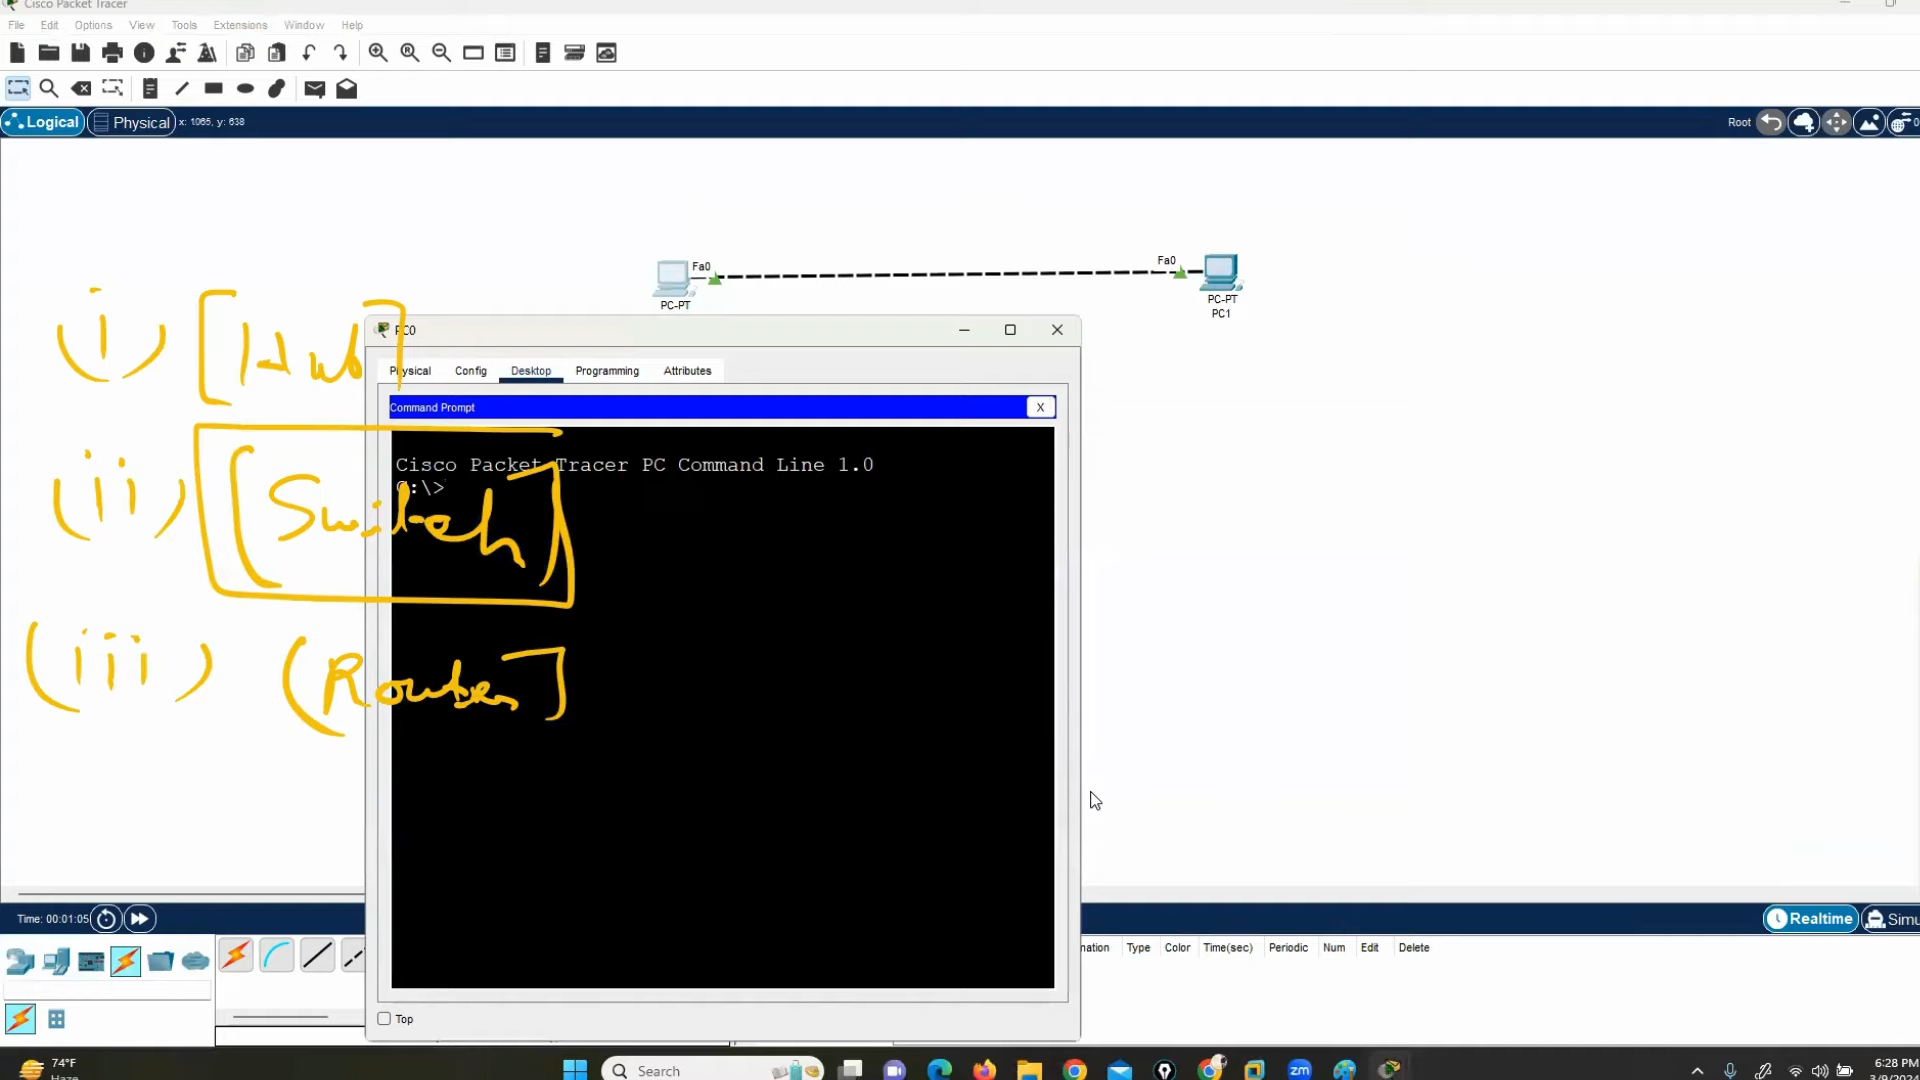 Cisco Packet Tracer
File Edit Options View Tools Extensions Window Help
Logical Physical x: 1065, y: 638 Root
Fa0 Fa0
PC-PT
PC-PT
PC1
PC0
Physical Config Desktop Programming Attributes
Command Prompt X
Cisco Packet Tracer PC Command Line 1.0
C:\>
(i) [Hub]
(ii) [Switch]
(iii) (Router]
Top
Time: 00:01:05 Realtime Simu
nation Type Color Time(sec) Periodic Num Edit Delete
74°F
Haze
Search
6:28 PM